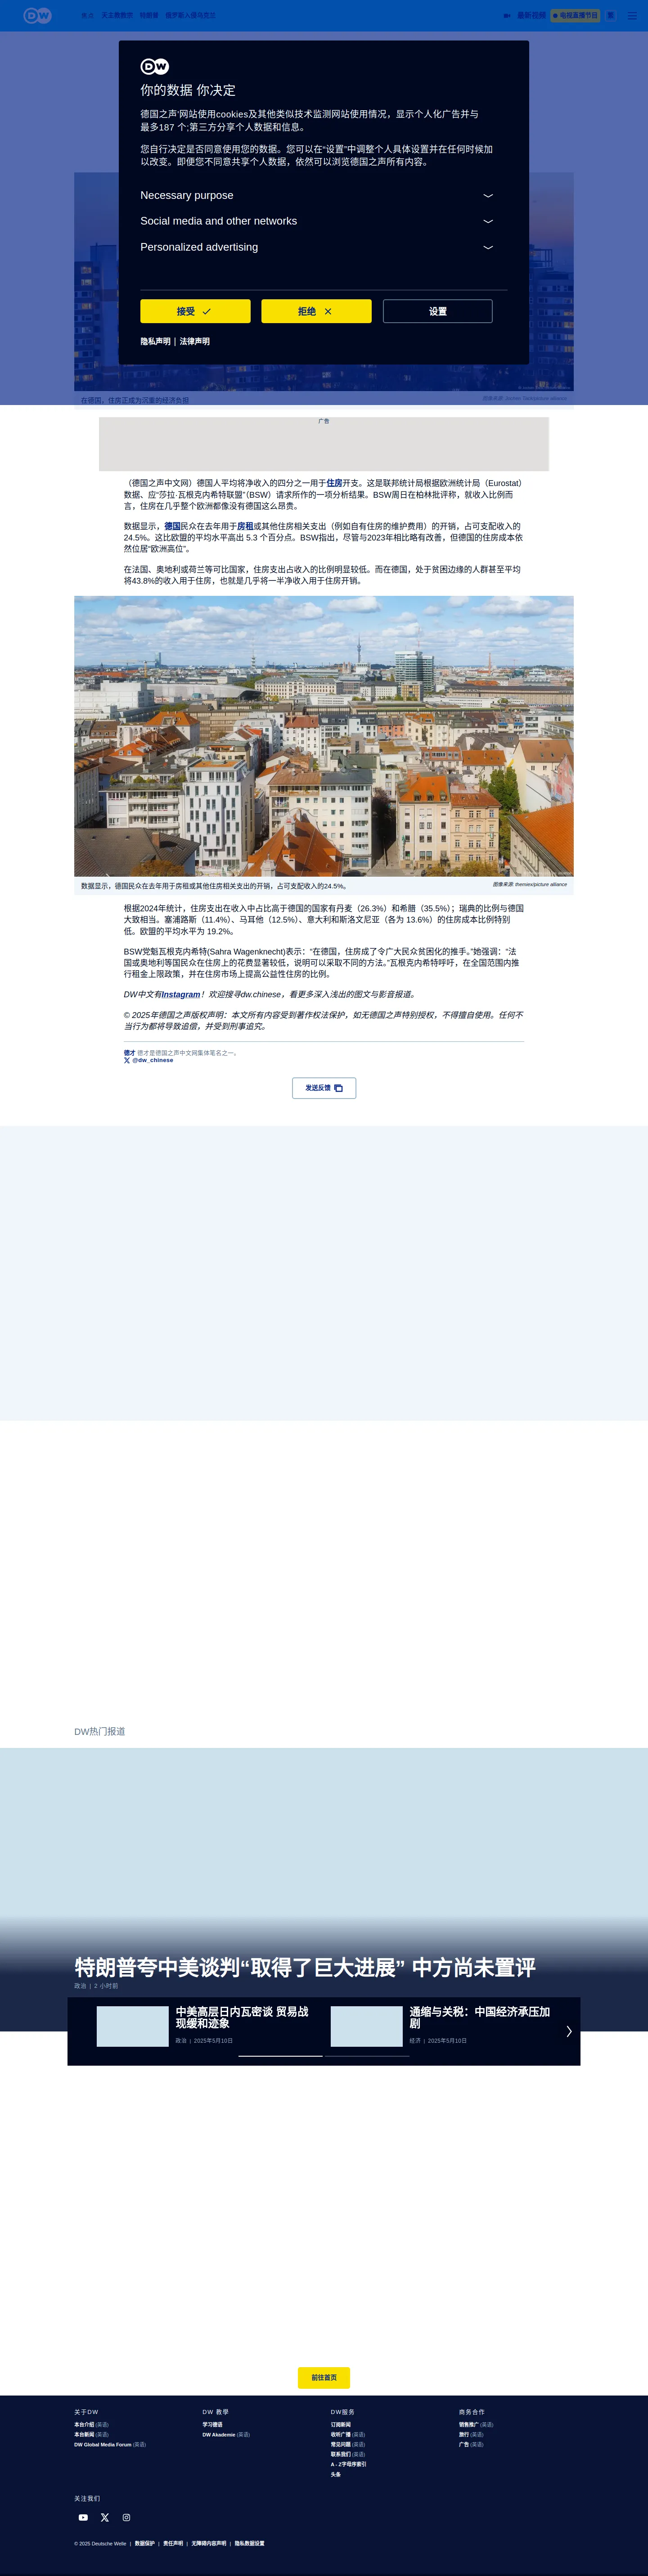 DW
焦点 天主教教宗 特朗普 俄罗斯入侵乌克兰
最新视频
电视直播节目
DW
你的数据 你决定
德国之声'网站使用cookies及其他类似技术监测网站使用情况，显示个人化广告并与
最多187 个;第三方分享个人数据和信息。
您自行决定是否同意使用您的数据。您可以在“设置”中调整个人具体设置并在任何时候加
以改变。即便您不同意共享个人数据，依然可以浏览德国之声所有内容。
Necessary purpose
Social media and other networks
Personalized advertising
接受
拒绝
设置
隐私声明 | 法律声明
在德国，住房正成为沉重的经济负担
广告
（德国之声中文网）德国人平均将净收入的四分之一用于住房开支。这是联邦统计局根据欧洲统计局（Eurostat）
数据、应“莎拉·瓦根克内希特联盟”（BSW）请求所作的一项分析结果。BSW周日在柏林批评称，就收入比例而
言，住房在几乎整个欧洲都像没有德国这么昂贵。
数据显示，德国民众在去年用于房租或其他住房相关支出（例如自有住房的维护费用）的开销，占可支配收入的
24.5%。这比欧盟的平均水平高出 5.3 个百分点。BSW指出，尽管与2023年相比略有改善，但德国的住房成本依
然位居“欧洲高位”。
在法国、奥地利或荷兰等可比国家，住房支出占收入的比例明显较低。而在德国，处于贫困边缘的人群甚至平均
将43.8%的收入用于住房，也就是几乎将一半净收入用于住房开销。
数据显示，德国民众在去年用于房租或其他住房相关支出的开销，占可支配收入的24.5%。
图像来源: themiex/picture alliance
根据2024年统计，住房支出在收入中占比高于德国的国家有丹麦（26.3%）和希腊（35.5%）；瑞典的比例与德国
大致相当。塞浦路斯（11.4%）、马耳他（12.5%）、意大利和斯洛文尼亚（各为 13.6%）的住房成本比例特别
低。欧盟的平均水平为 19.2%。
BSW党魁瓦根克内希特(Sahra Wagenknecht)表示：“在德国，住房成了令广大民众贫困化的推手。”她强调：“法
国或奥地利等国民众在住房上的花费显著较低，说明可以采取不同的方法。”瓦根克内希特呼吁，在全国范围内推
行租金上限政策，并在住房市场上提高公益性住房的比例。
DW中文有Instagram！欢迎搜寻dw.chinese，看更多深入浅出的图文与影音报道。
© 2025年德国之声版权声明：本文所有内容受到著作权法保护，如无德国之声特别授权，不得擅自使用。任何不
当行为都将导致追偿，并受到刑事追究。
德才 德才是德国之声中文网集体笔名之一。
@dw_chinese
发送反馈
DW热门报道
特朗普夸中美谈判“取得了巨大进展” 中方尚未置评
政治 | 2 小时前
中美高层日内瓦密谈 贸易战
现缓和迹象
政治 | 2025年5月10日
通缩与关税：中国经济承压加
剧
经济 | 2025年5月10日
前往首页
关于DW
本台介绍 (英语)
本台新闻 (英语)
DW Global Media Forum (英语)
DW 教學
学习德语
DW Akademie (英语)
DW服务
订阅新闻
收听广播 (英语)
常见问题 (英语)
联系我们 (英语)
A - Z字母序索引
头条
商务合作
销售推广 (英语)
旅行 (英语)
广告 (英语)
关注我们
© 2025 Deutsche Welle | 数据保护 | 责任声明 | 无障碍内容声明 | 隐私数据设置